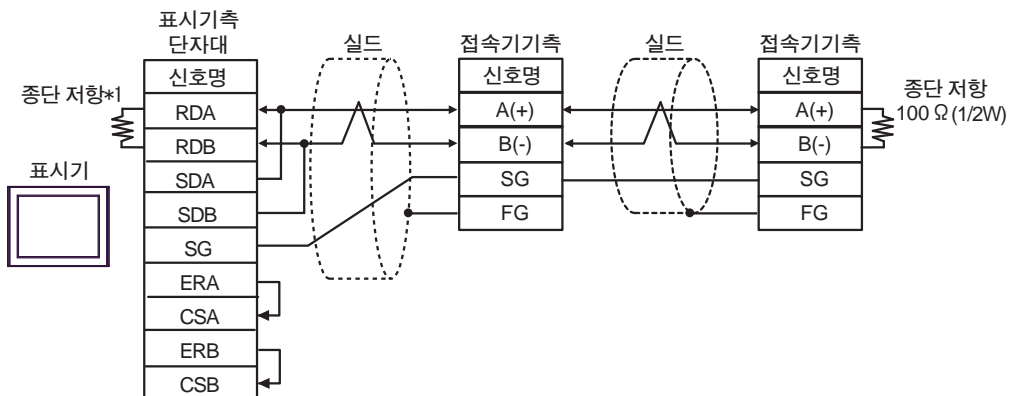 표시기측
단자대
신호명
RDA
RDB
SDA
SDB
SG
ERA
CSA
ERB
CSB
종단 저항*1
표시기
실드
접속기기측
신호명
A(+)
B(-)
SG
FG
실드
접속기기측
신호명
A(+)
B(-)
SG
FG
종단 저항
100 Ω (1/2W)